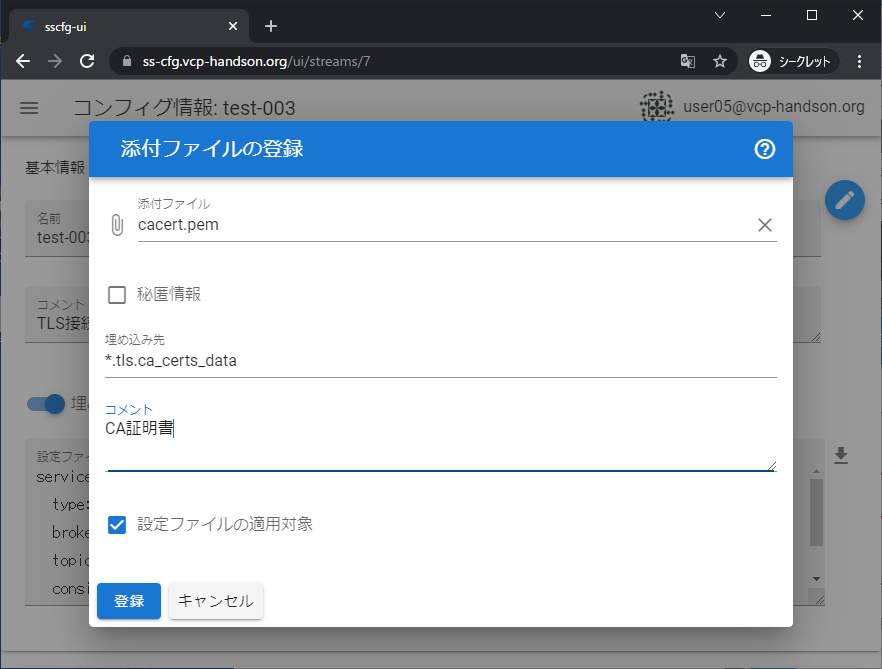 sscfg-ui
ss-cfg.vcp-handson.org/ui/streams/7
シークレット
コンフィグ情報: test-003
user05@vcp-handson.org
基本情報
添付ファイルの登録
名前
test-003
添付ファイル
cacert.pem
秘匿情報
コメント
TLS接続
埋め込み先
*.tls.ca_certs_data
埋め
コメント
CA証明書
設定ファイ
service
type:
broke
topic
consi
設定ファイルの適用対象
登録
キャンセル